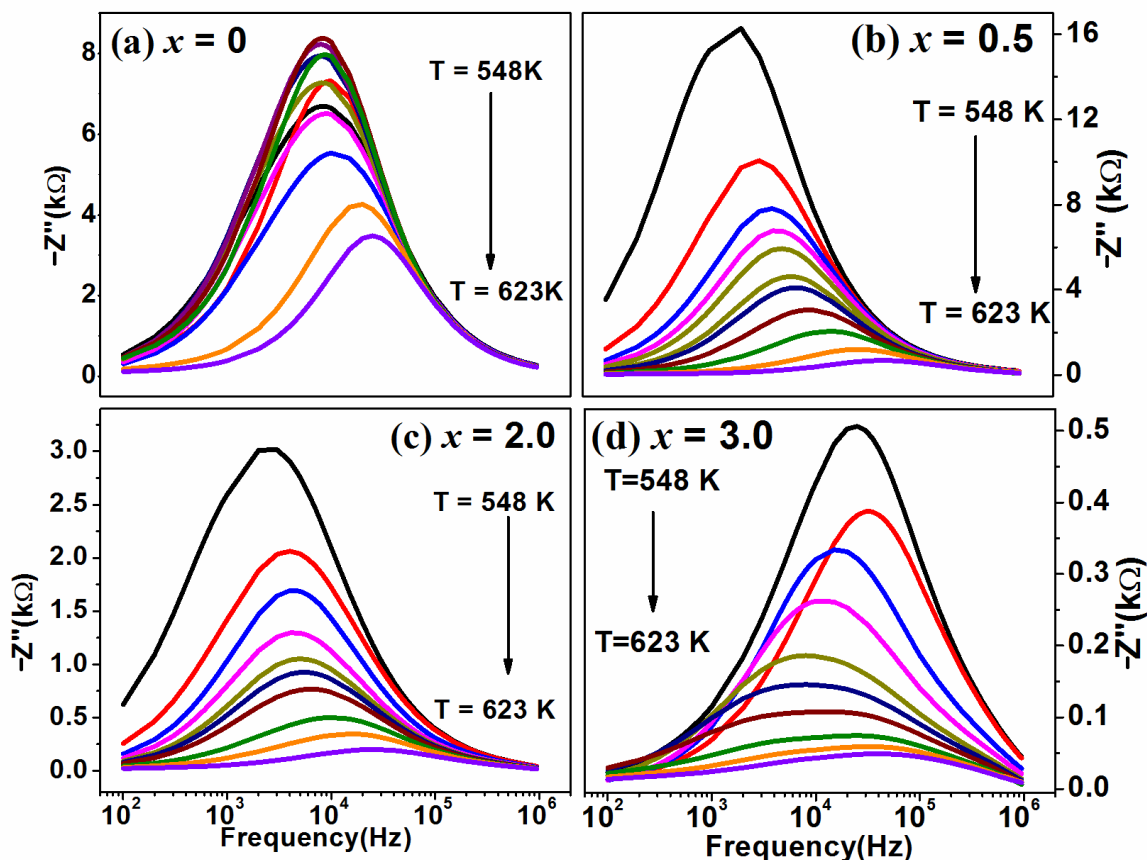 (a) x = 0
T = 548K
T = 623K
−Z''(kΩ)
8
6
4
2
0
(b) x = 0.5
T = 548 K
T = 623 K
16
12
8
4
0
−Z'' (kΩ)
(c) x = 2.0
T = 548 K
T = 623 K
−Z''(kΩ)
3.0
2.5
2.0
1.5
1.0
0.5
0.0
10² 10³ 10⁴ 10⁵ 10⁶
Frequency(Hz)
(d) x = 3.0
T=548 K
T=623 K
0.5
0.4
0.3
0.2
0.1
0.0
−Z''(kΩ)
10² 10³ 10⁴ 10⁵ 10⁶
Frequency(Hz)